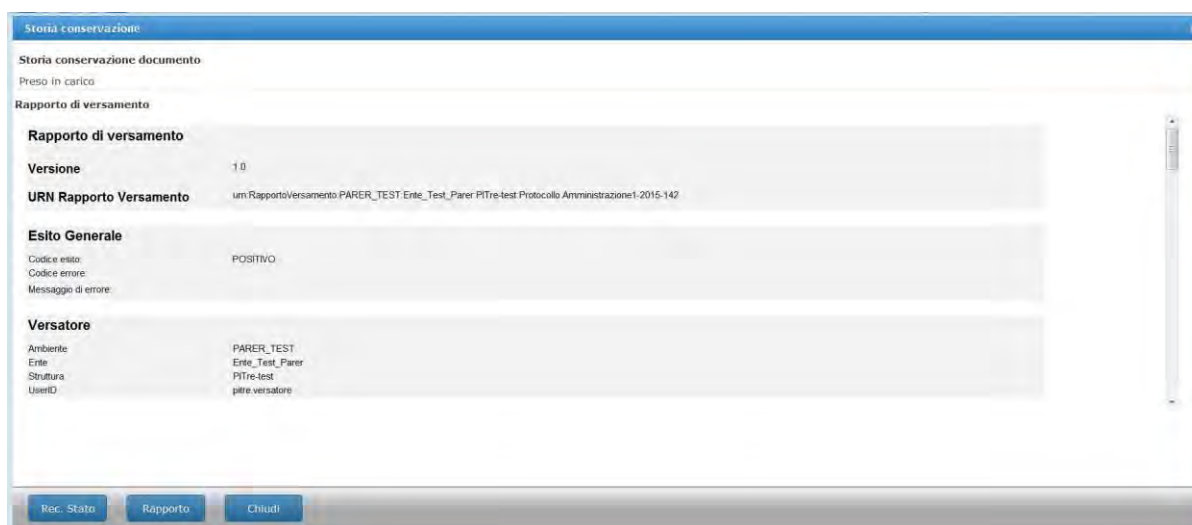 Storia conservazione
Storia conservazione documento
Preso in carico
Rapporto di versamento
Rapporto di versamento
Versione 1.0
URN Rapporto Versamento urn:RapportoVersamento:PARER_TEST:Ente_Test_Parer:PITre-test:Protocollo Amministrazione1-2015-142
Esito Generale
Codice esito: POSITIVO
Codice errore:
Messaggio di errore:
Versatore
Ambiente PARER_TEST
Ente Ente_Test_Parer
Struttura PITre-test
UserID pitre.versatore
Rec. Stato Rapporto Chiudi